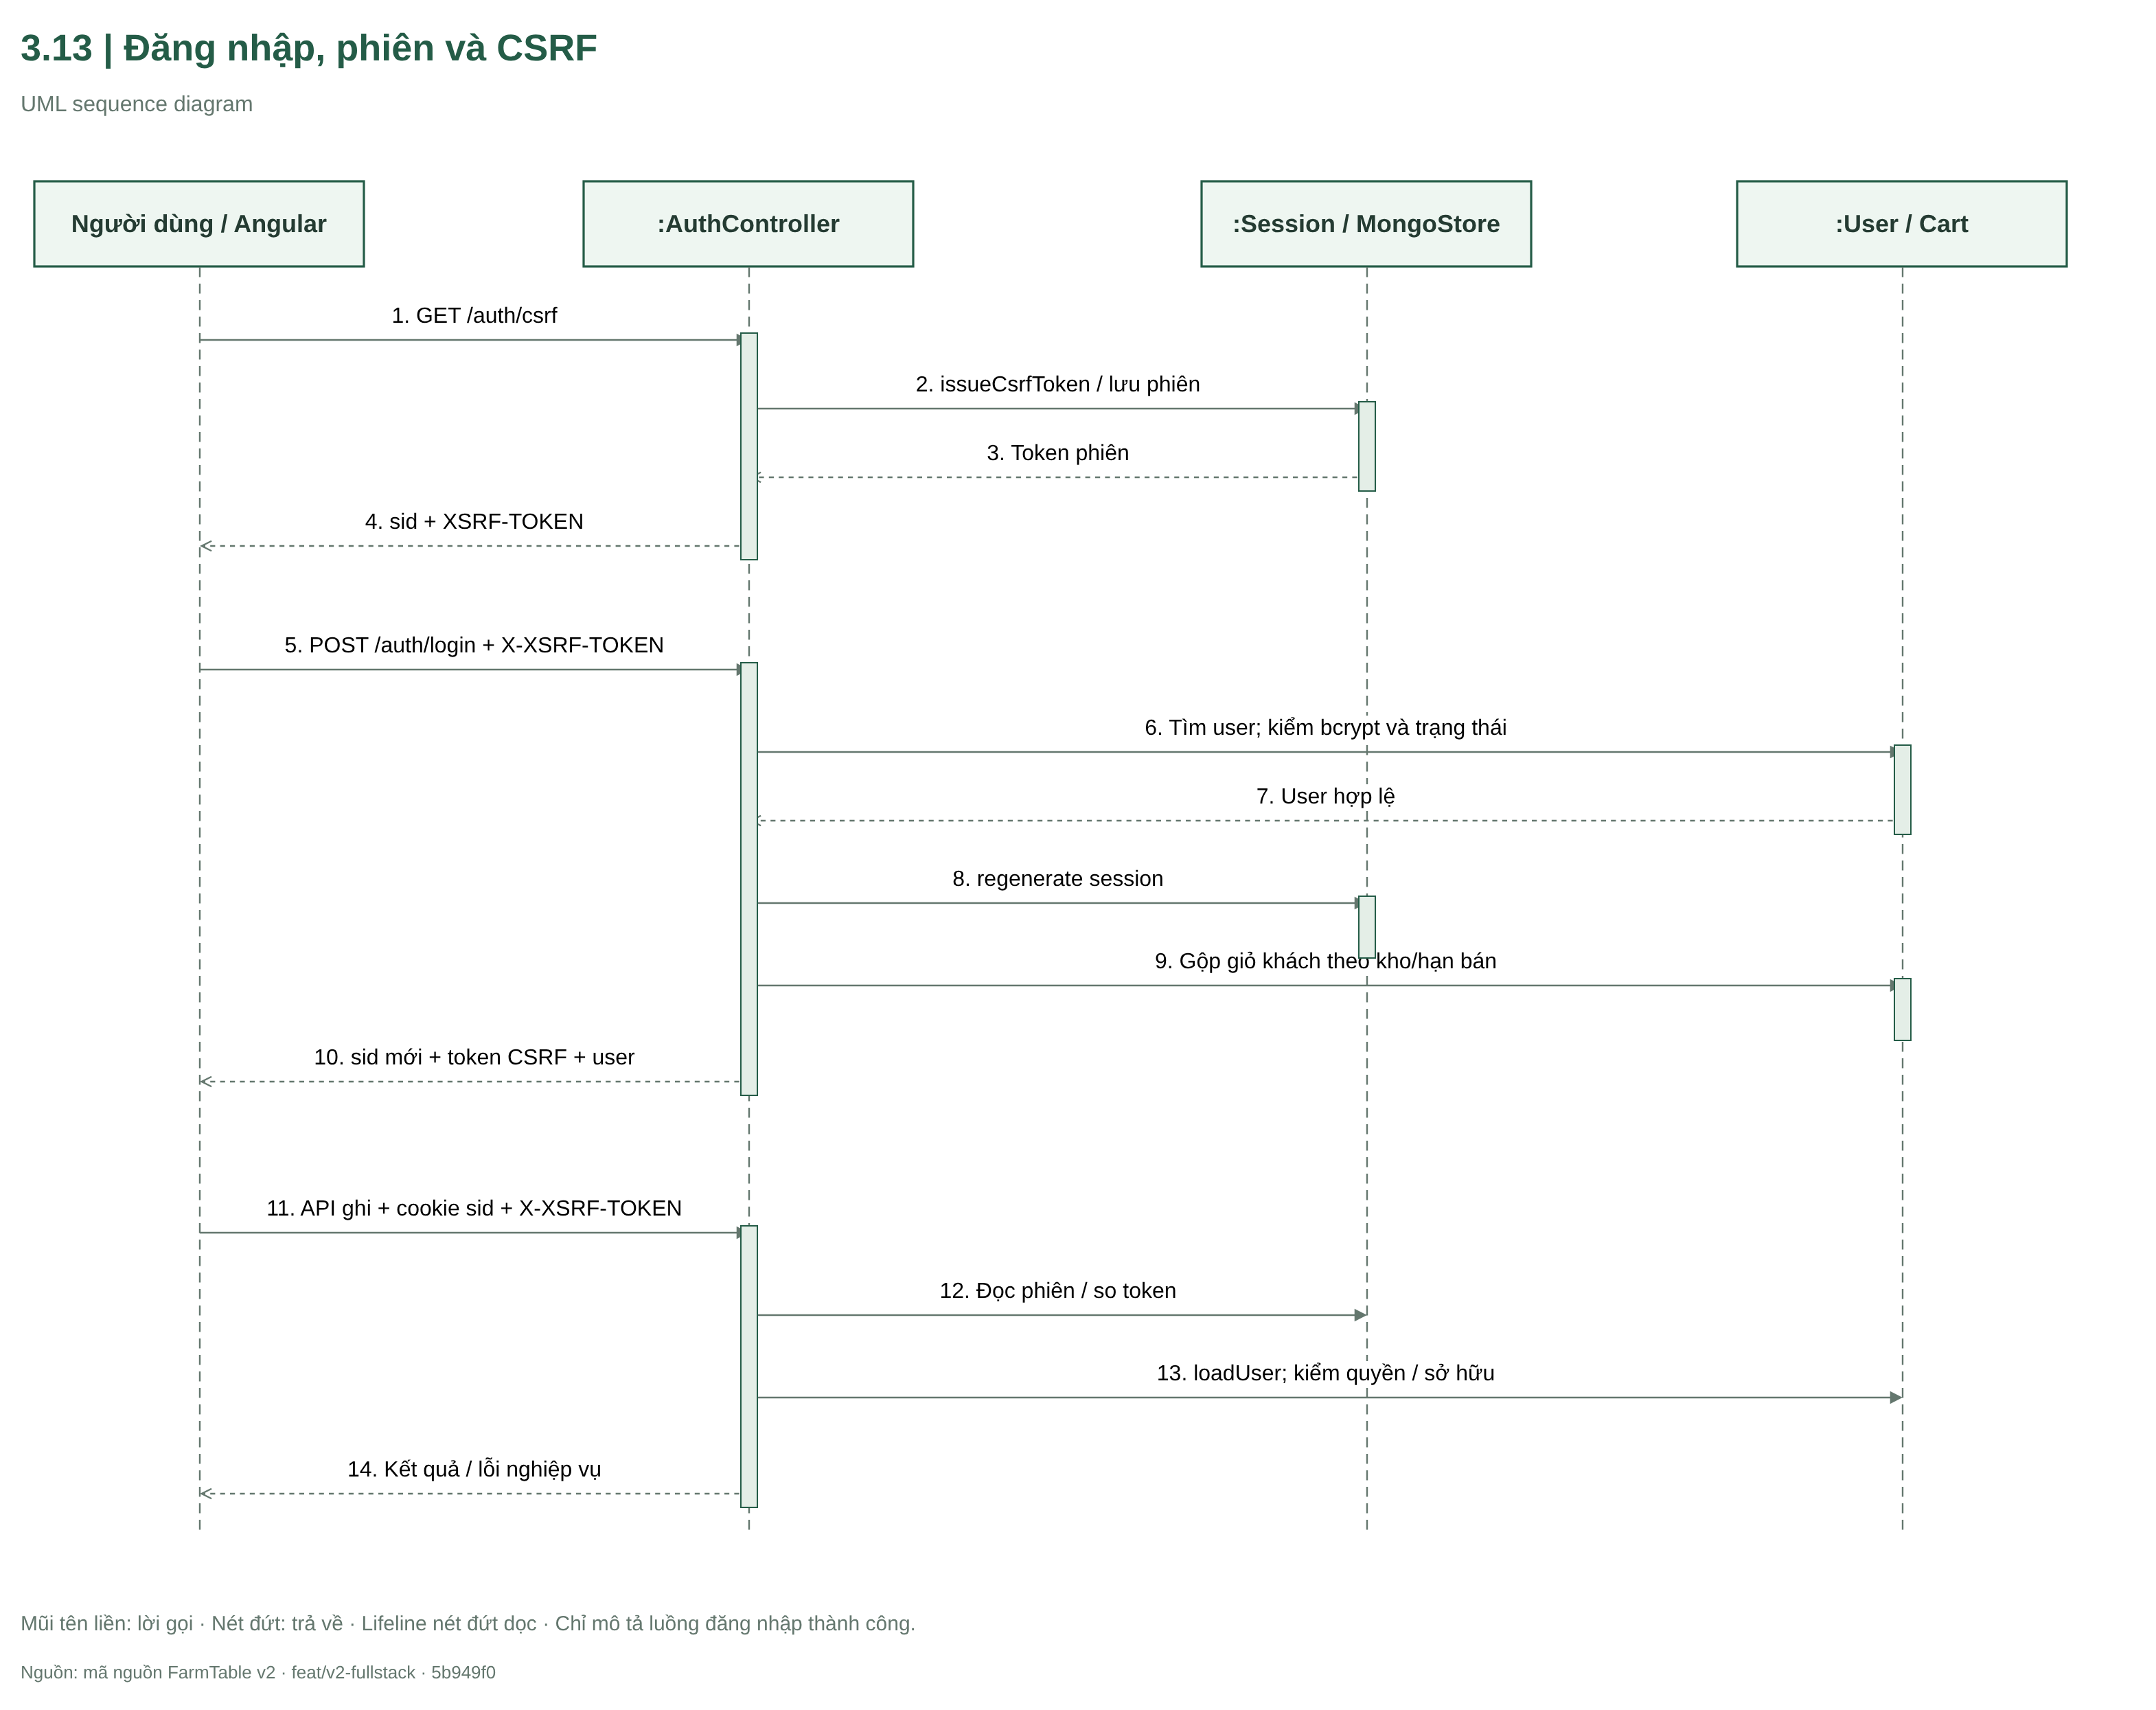 3.13 | Đăng nhập, phiên và CSRF
UML sequence diagram
Người dùng / Angular
:AuthController
:Session / MongoStore
:User / Cart
1. GET /auth/csrf
2. issueCsrfToken / lưu phiên
3. Token phiên
4. sid + XSRF-TOKEN
5. POST /auth/login + X-XSRF-TOKEN
6. Tìm user; kiểm bcrypt và trạng thái
7. User hợp lệ
8. regenerate session
9. Gộp giỏ khách theo kho/hạn bán
10. sid mới + token CSRF + user
11. API ghi + cookie sid + X-XSRF-TOKEN
12. Đọc phiên / so token
13. loadUser; kiểm quyền / sở hữu
14. Kết quả / lỗi nghiệp vụ
Mũi tên liền: lời gọi · Nét đứt: trả về · Lifeline nét đứt dọc · Chỉ mô tả luồng đăng nhập thành công.
Nguồn: mã nguồn FarmTable v2 · feat/v2-fullstack · 5b949f0